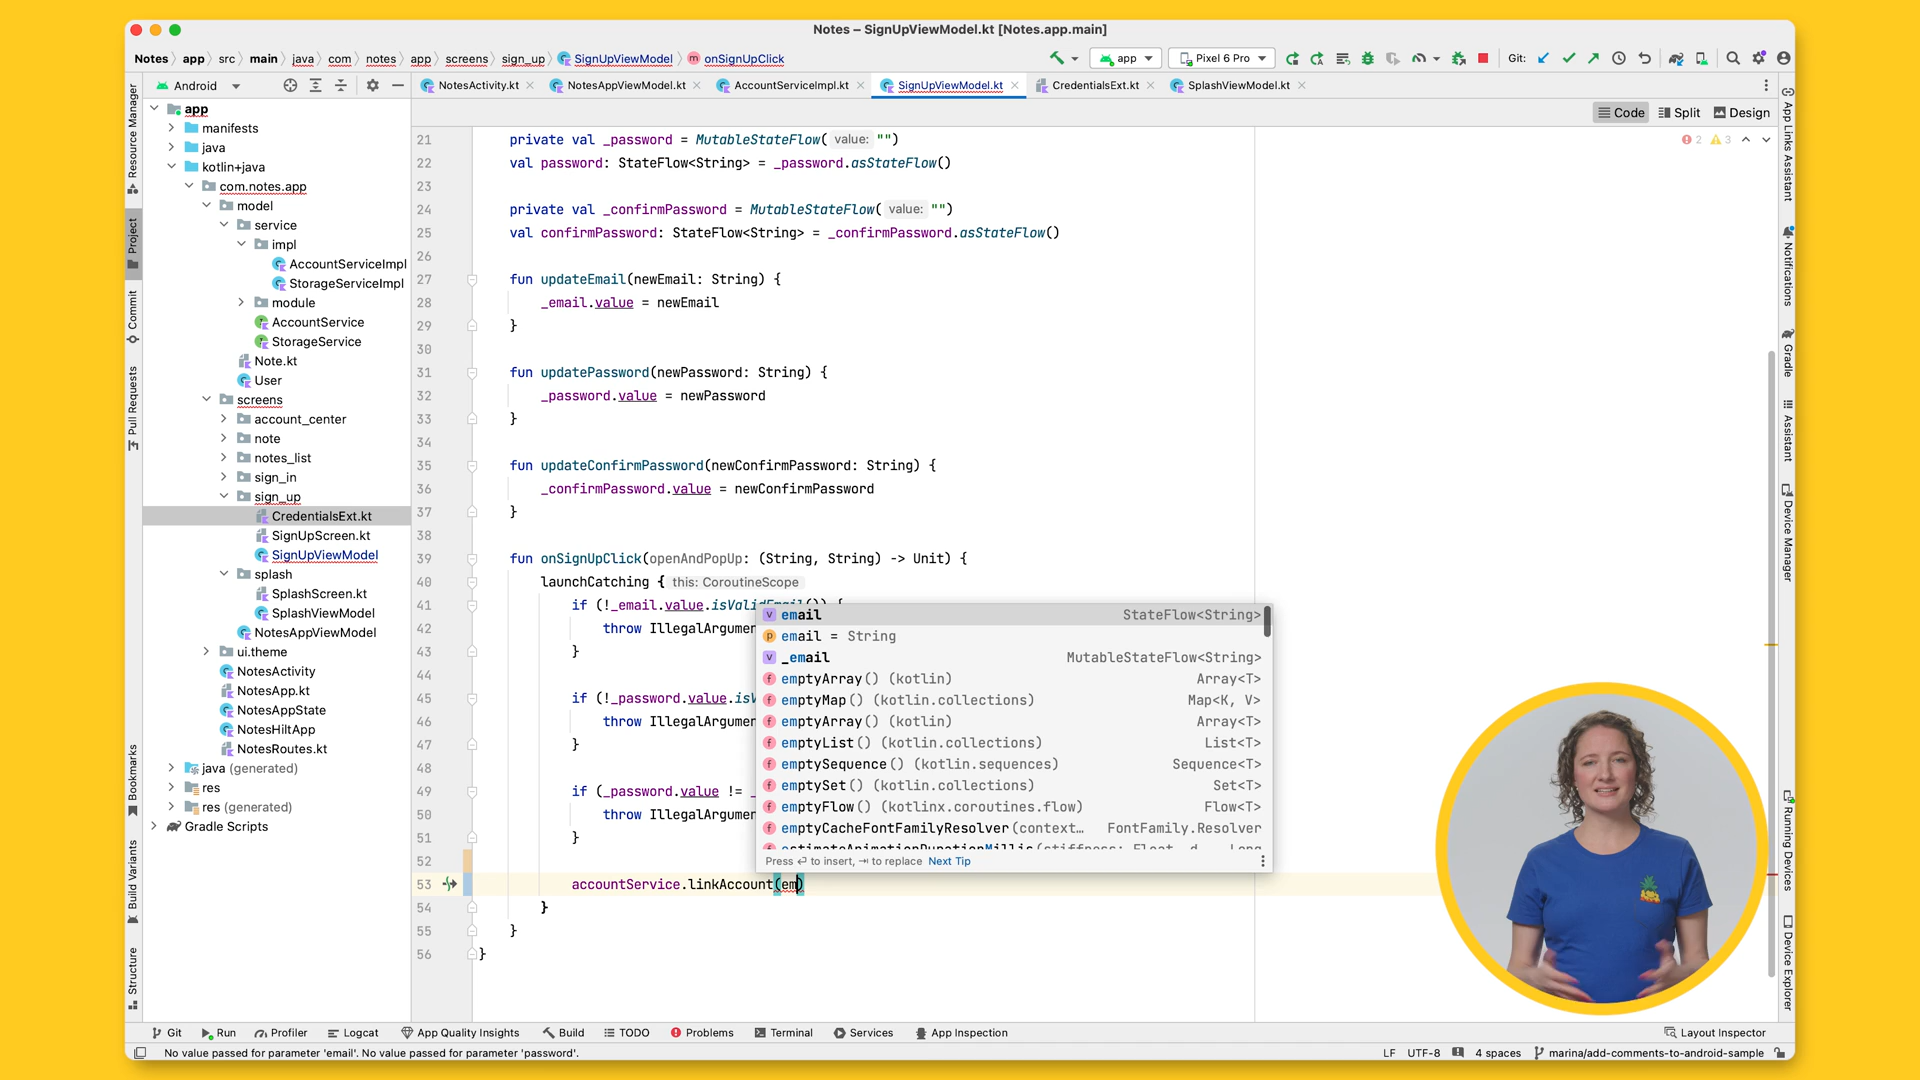 Notes – SignUpViewModel.kt [Notes.app.main]
Notes app src main java com notes app screens sign_up SignUpViewModel onSignUpClick
app Pixel 6 Pro Git:
Android
NotesActivity.kt NotesAppViewModel.kt AccountServiceImpl.kt SignUpViewModel.kt CredentialsExt.kt SplashViewModel.kt
Code Split Design
2 3
Resource Manager
Project
Commit
Pull Requests
Bookmarks
Build Variants
Structure
app
manifests
java
kotlin+java
com.notes.app
model
service
impl
AccountServiceImpl
StorageServiceImpl
module
AccountService
StorageService
Note.kt
User
screens
account_center
note
notes_list
sign_in
sign_up
CredentialsExt.kt
SignUpScreen.kt
SignUpViewModel
splash
SplashScreen.kt
SplashViewModel
NotesAppViewModel
ui.theme
NotesActivity
NotesApp.kt
NotesAppState
NotesHiltApp
NotesRoutes.kt
java (generated)
res
res (generated)
Gradle Scripts
21 private val _password = MutableStateFlow( value: "")
22 val password: StateFlow<String> = _password.asStateFlow()
23
24 private val _confirmPassword = MutableStateFlow( value: "")
25 val confirmPassword: StateFlow<String> = _confirmPassword.asStateFlow()
26
27 fun updateEmail(newEmail: String) {
28 _email.value = newEmail
29 }
30
31 fun updatePassword(newPassword: String) {
32 _password.value = newPassword
33 }
34
35 fun updateConfirmPassword(newConfirmPassword: String) {
36 _confirmPassword.value = newConfirmPassword
37 }
38
39 fun onSignUpClick(openAndPopUp: (String, String) -> Unit) {
40 launchCatching { this: CoroutineScope
41 if (!_email.value.isValidEmail()) {
42 throw IllegalArgumen
43 }
44
45 if (!_password.value.isV
46 throw IllegalArgumen
47 }
48
49 if (_password.value != _
50 throw IllegalArgumen
51 }
52
53 accountService.linkAccount(em)
54 }
55 }
56 }
email StateFlow<String>
email = String
_email MutableStateFlow<String>
emptyArray() (kotlin) Array<T>
emptyMap() (kotlin.collections) Map<K, V>
emptyArray() (kotlin) Array<T>
emptyList() (kotlin.collections) List<T>
emptySequence() (kotlin.sequences) Sequence<T>
emptySet() (kotlin.collections) Set<T>
emptyFlow() (kotlinx.coroutines.flow) Flow<T>
emptyCacheFontFamilyResolver(context… FontFamily.Resolver
estimateAnimationDurationMillis(stiffness: Float, d… Long
Press ⏎ to insert, ⇥ to replace Next Tip
App Links Assistant
Notifications
Gradle
Assistant
Device Manager
Running Devices
Device Explorer
Git Run Profiler Logcat App Quality Insights Build TODO Problems Terminal Services App Inspection Layout Inspector
No value passed for parameter 'email'. No value passed for parameter 'password'. LF UTF-8 4 spaces marina/add-comments-to-android-sample